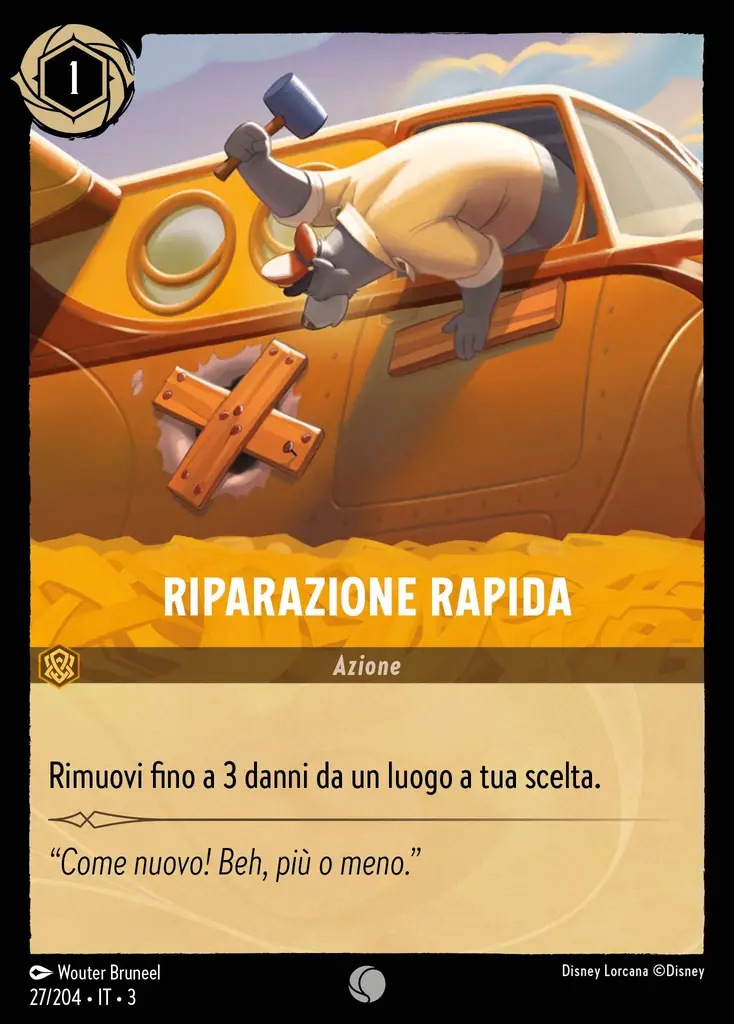 1
RIPARAZIONE RAPIDA
Azione
Rimuovi fino a 3 danni da un luogo a tua scelta.
“Come nuovo! Beh, più o meno.”
Wouter Bruneel
Disney Lorcana ©Disney
27/204 • IT • 3